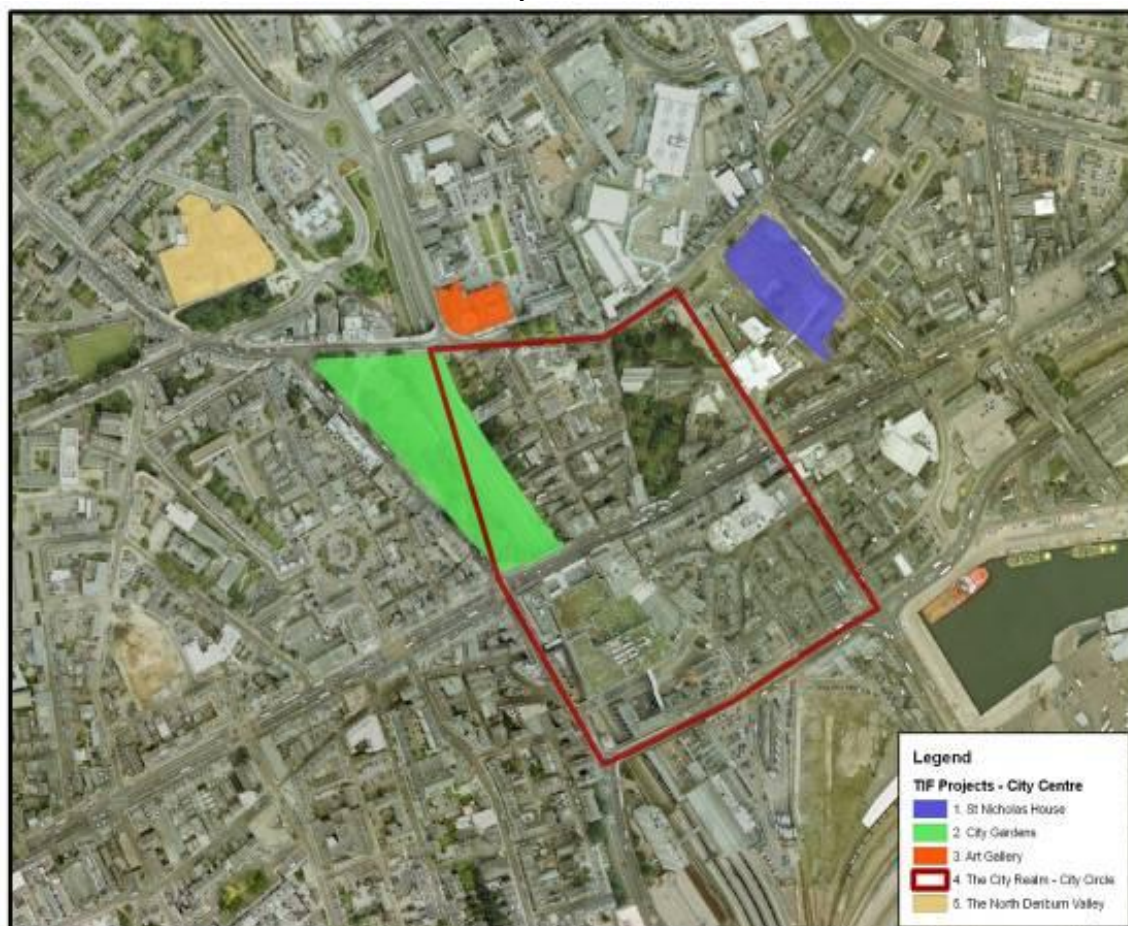 Legend
TIF Projects - City Centre
1. St Nicholas House
2. City Gardens
3. Art Gallery
4. The City Realm - City Circle
5. The North Denburn Valley